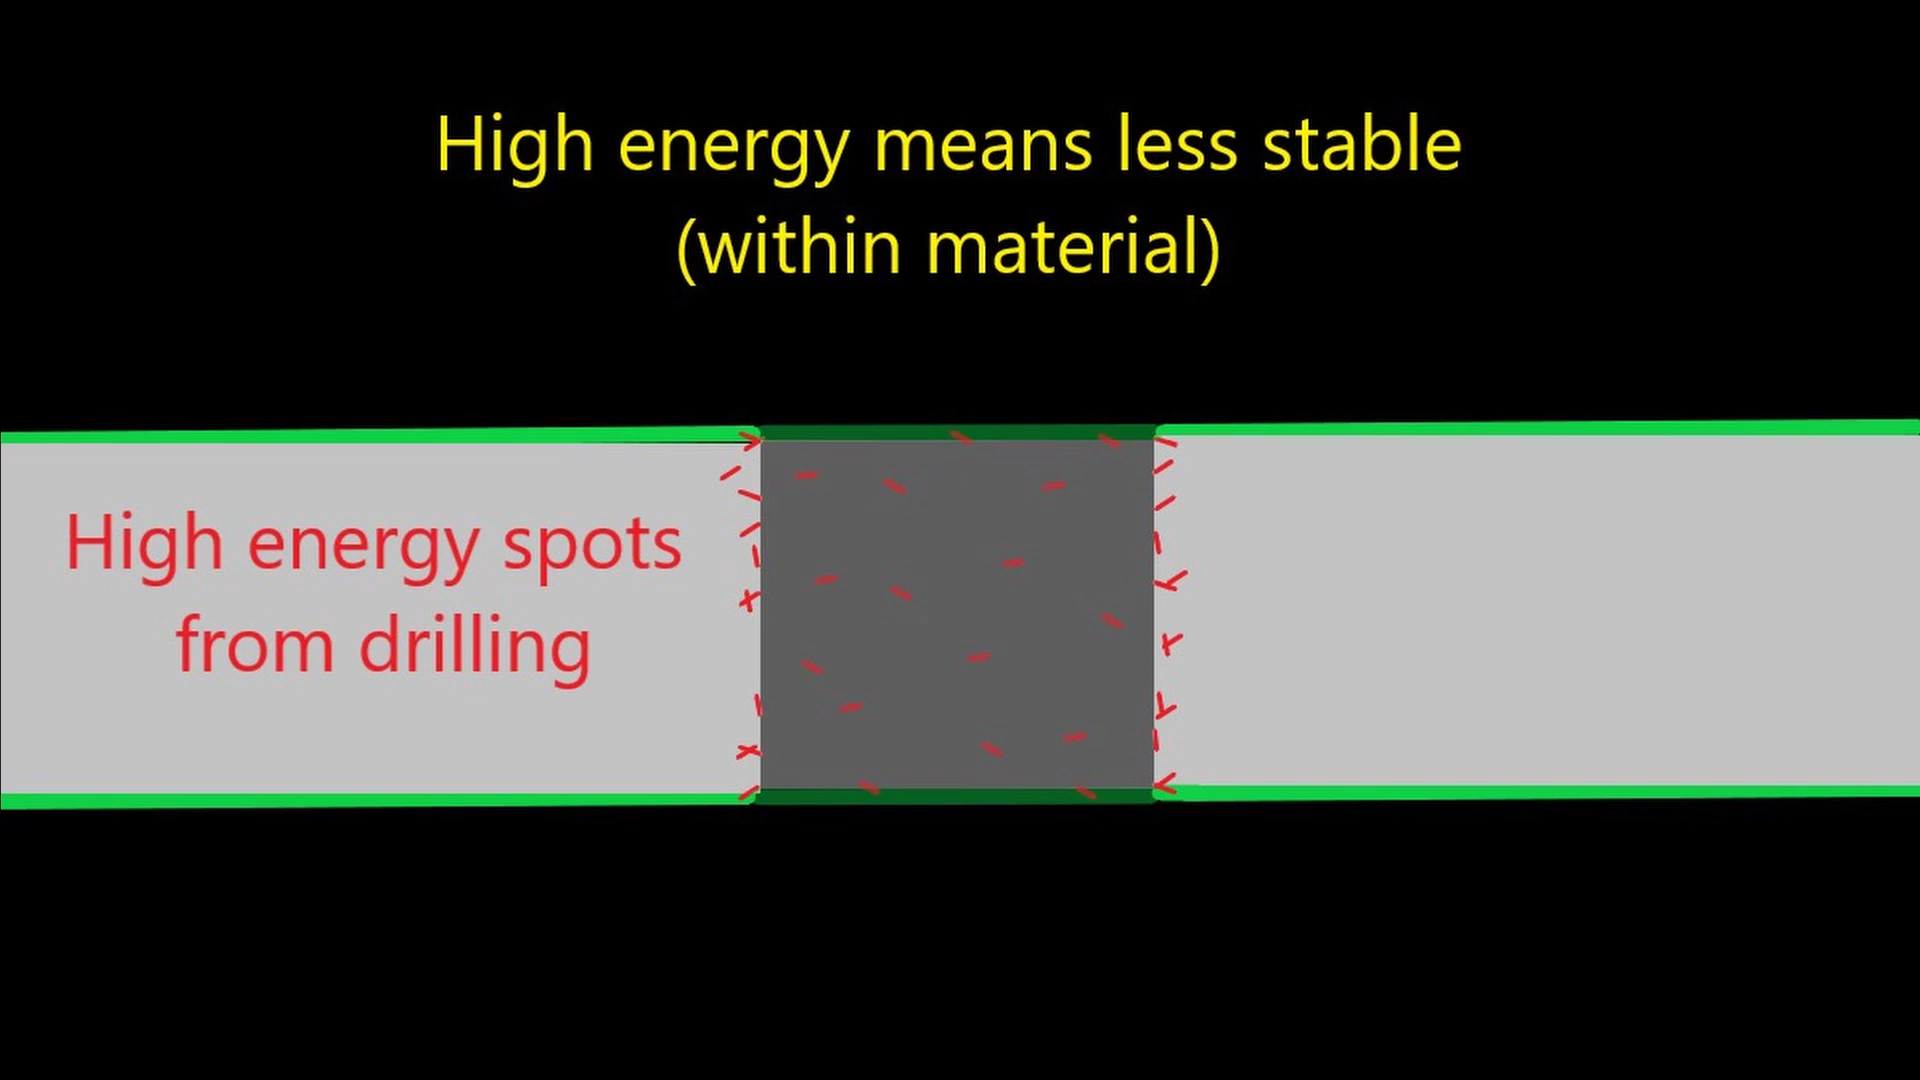 High energy means less stable
(within material)
High energy spots
from drilling